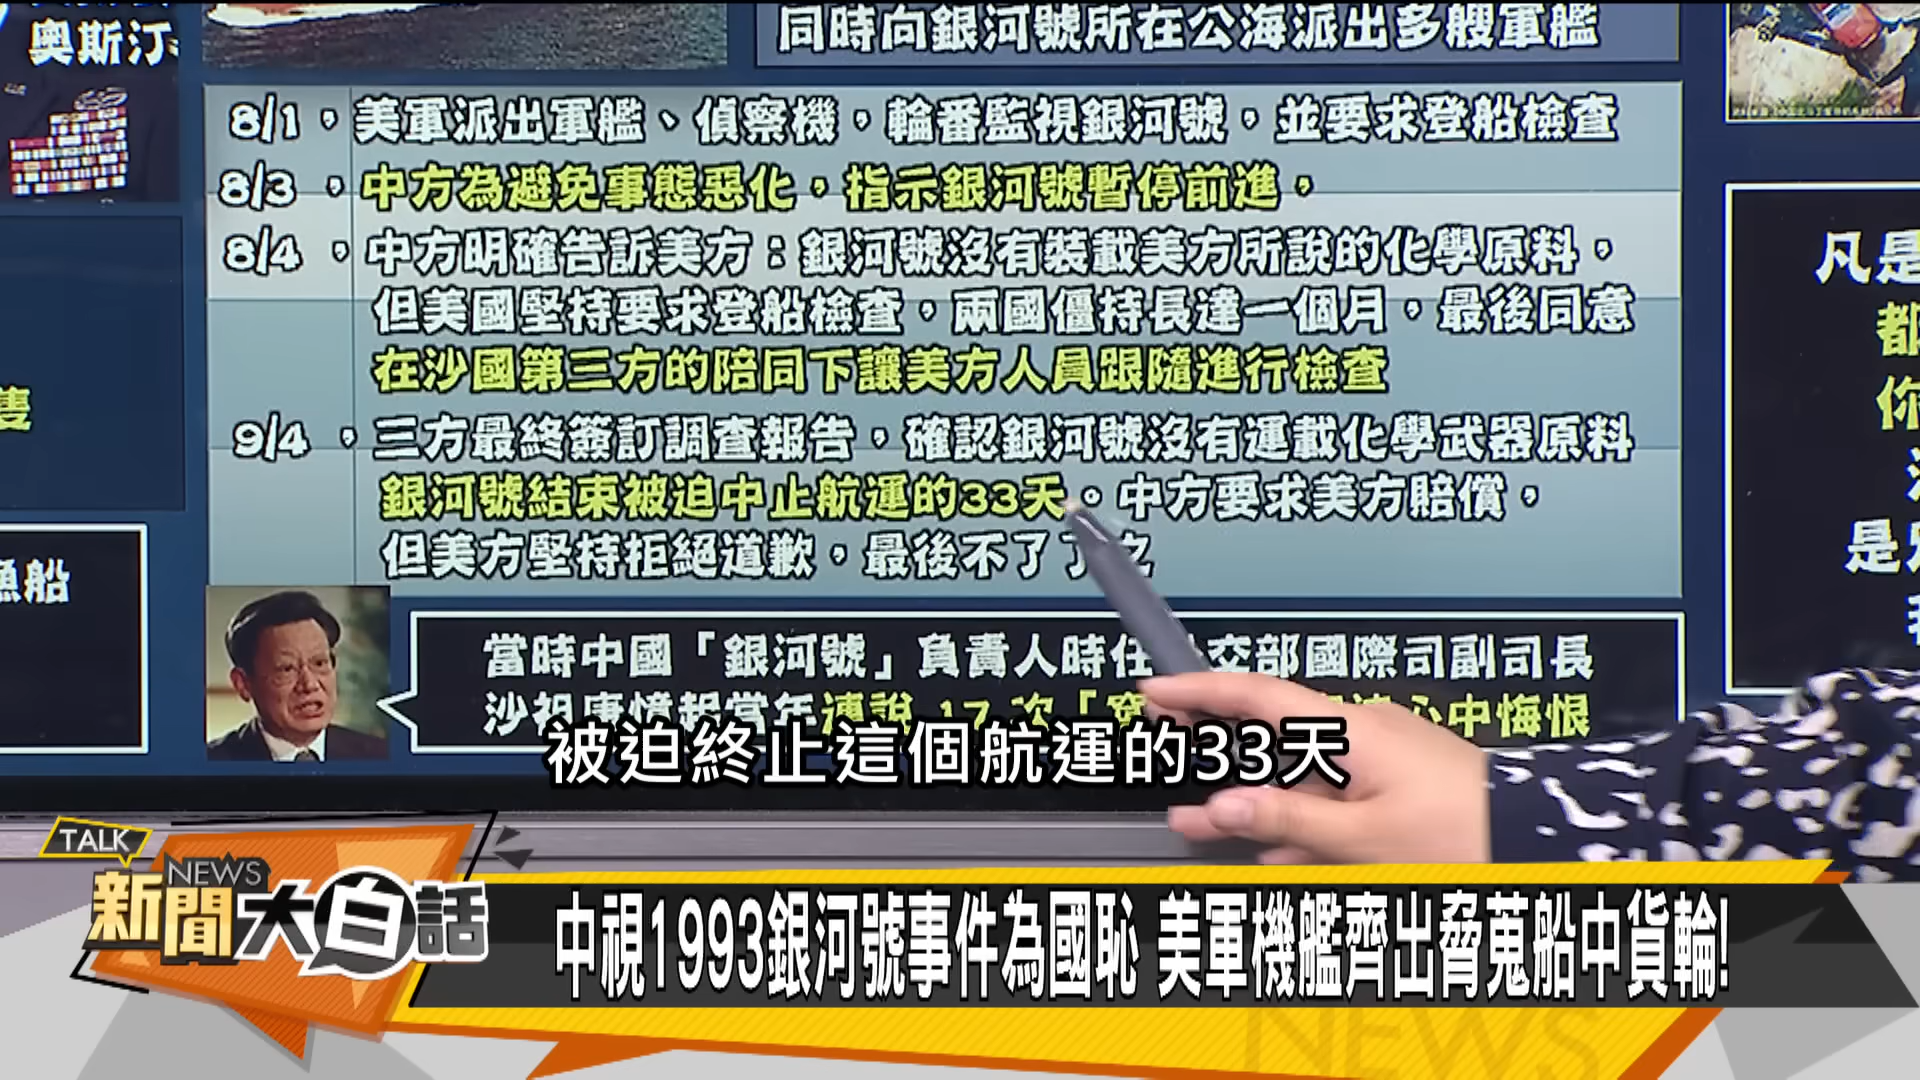 奧斯汀
同時向銀河號所在公海派出多艘軍艦
8/1，美軍派出軍艦、偵察機，輪番監視銀河號，並要求登船檢查
8/3，中方為避免事態惡化，指示銀河號暫停前進，
8/4，中方明確告訴美方：銀河號沒有裝載美方所說的化學原料，
但美國堅持要求登船檢查，兩國僵持長達一個月，最後同意
在沙國第三方的陪同下讓美方人員跟隨進行檢查
9/4，三方最終簽訂調查報告，確認銀河號沒有運載化學武器原料
銀河號結束被迫中止航運的33天。中方要求美方賠償，
但美方堅持拒絕道歉，最後不了了之
隻
漁船
凡是
都
你
是
當時中國「銀河號」負責人時任 交部國際司副司長
沙祖康憶起當年連說 17 次「窩 心中悔恨
被迫終止這個航運的33天
TALK
NEWS
新聞大白話
中視1993銀河號事件為國恥 美軍機艦齊出脅蒐船中貨輪!
NEWS